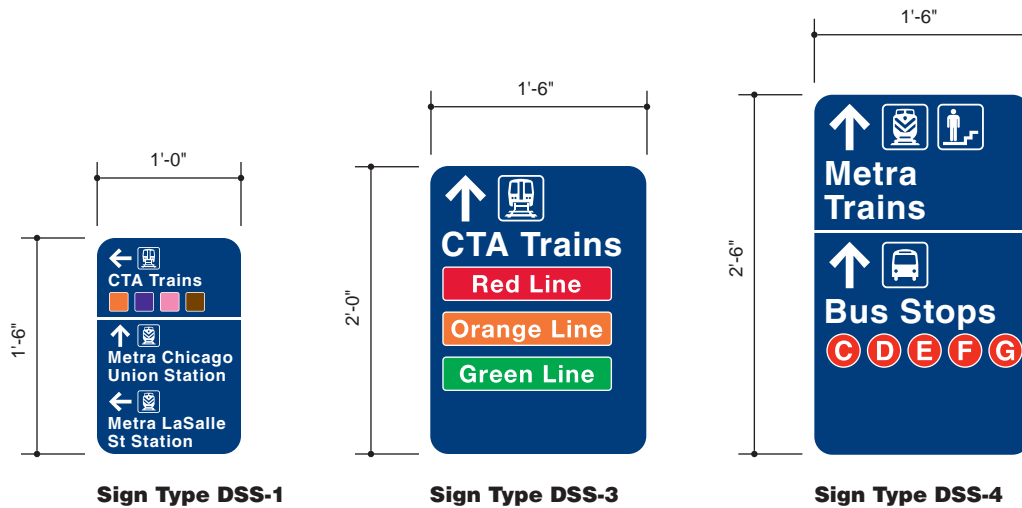 1'-0"
1'-6"
CTA Trains
Metra Chicago
Union Station
Metra LaSalle
St Station
Sign Type DSS-1
1'-6"
2'-0"
CTA Trains
Red Line
Orange Line
Green Line
Sign Type DSS-3
1'-6"
2'-6"
Metra
Trains
Bus Stops
C D E F G
Sign Type DSS-4